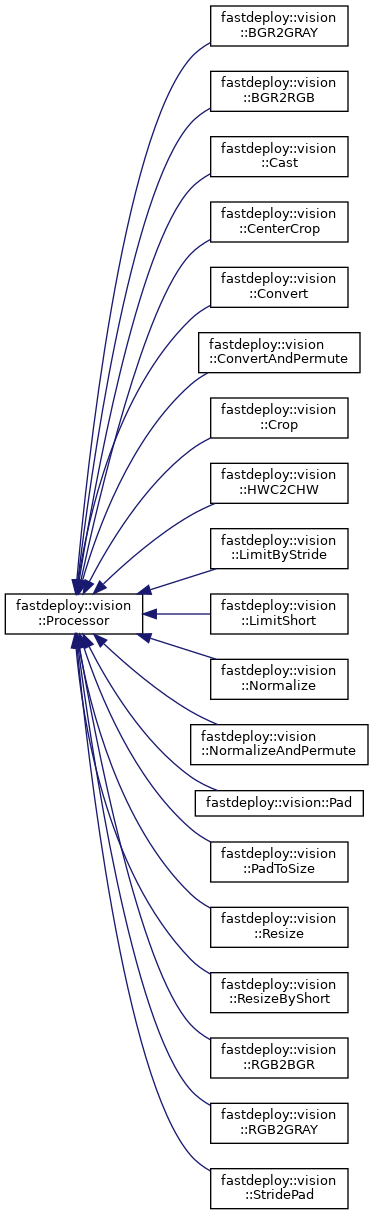 fastdeploy::vision
::BGR2GRAY
fastdeploy::vision
::BGR2RGB
fastdeploy::vision
::Cast
fastdeploy::vision
::CenterCrop
fastdeploy::vision
::Convert
fastdeploy::vision
::ConvertAndPermute
fastdeploy::vision
::Crop
fastdeploy::vision
::HWC2CHW
fastdeploy::vision
::LimitByStride
fastdeploy::vision
::Processor
fastdeploy::vision
::LimitShort
fastdeploy::vision
::Normalize
fastdeploy::vision
::NormalizeAndPermute
fastdeploy::vision::Pad
fastdeploy::vision
::PadToSize
fastdeploy::vision
::Resize
fastdeploy::vision
::ResizeByShort
fastdeploy::vision
::RGB2BGR
fastdeploy::vision
::RGB2GRAY
fastdeploy::vision
::StridePad